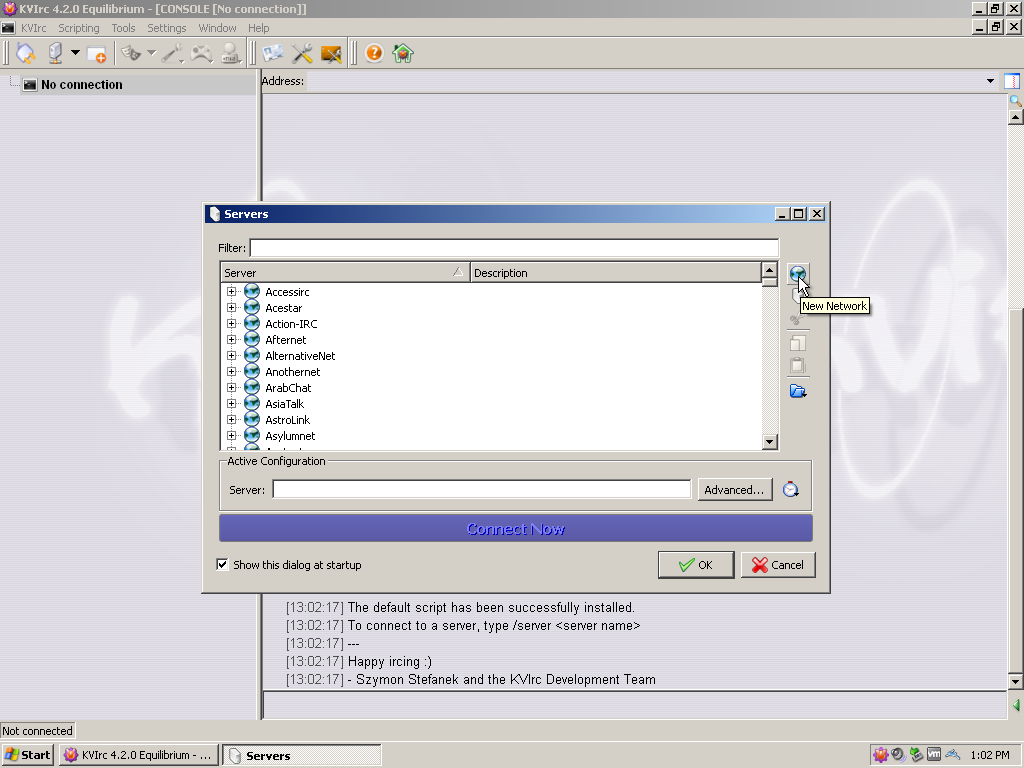 KVIrc 4.2.0 Equilibrium - [CONSOLE [No connection]]
KVIrc Scripting Tools Settings Window Help
No connection
Address:
Servers
Filter:
Server Description
Accessirc
Acestar
Action-IRC
Afternet
AlternativeNet
Anothernet
ArabChat
AsiaTalk
AstroLink
Asylumnet
New Network
Active Configuration
Server: Advanced...
Connect Now
Show this dialog at startup OK Cancel
[13:02:17] The default script has been successfully installed.
[13:02:17] To connect to a server, type /server <server name>
[13:02:17] ---
[13:02:17] Happy ircing :)
[13:02:17] - Szymon Stefanek and the KVIrc Development Team
Not connected
Start KVIrc 4.2.0 Equilibrium - ... Servers 1:02 PM